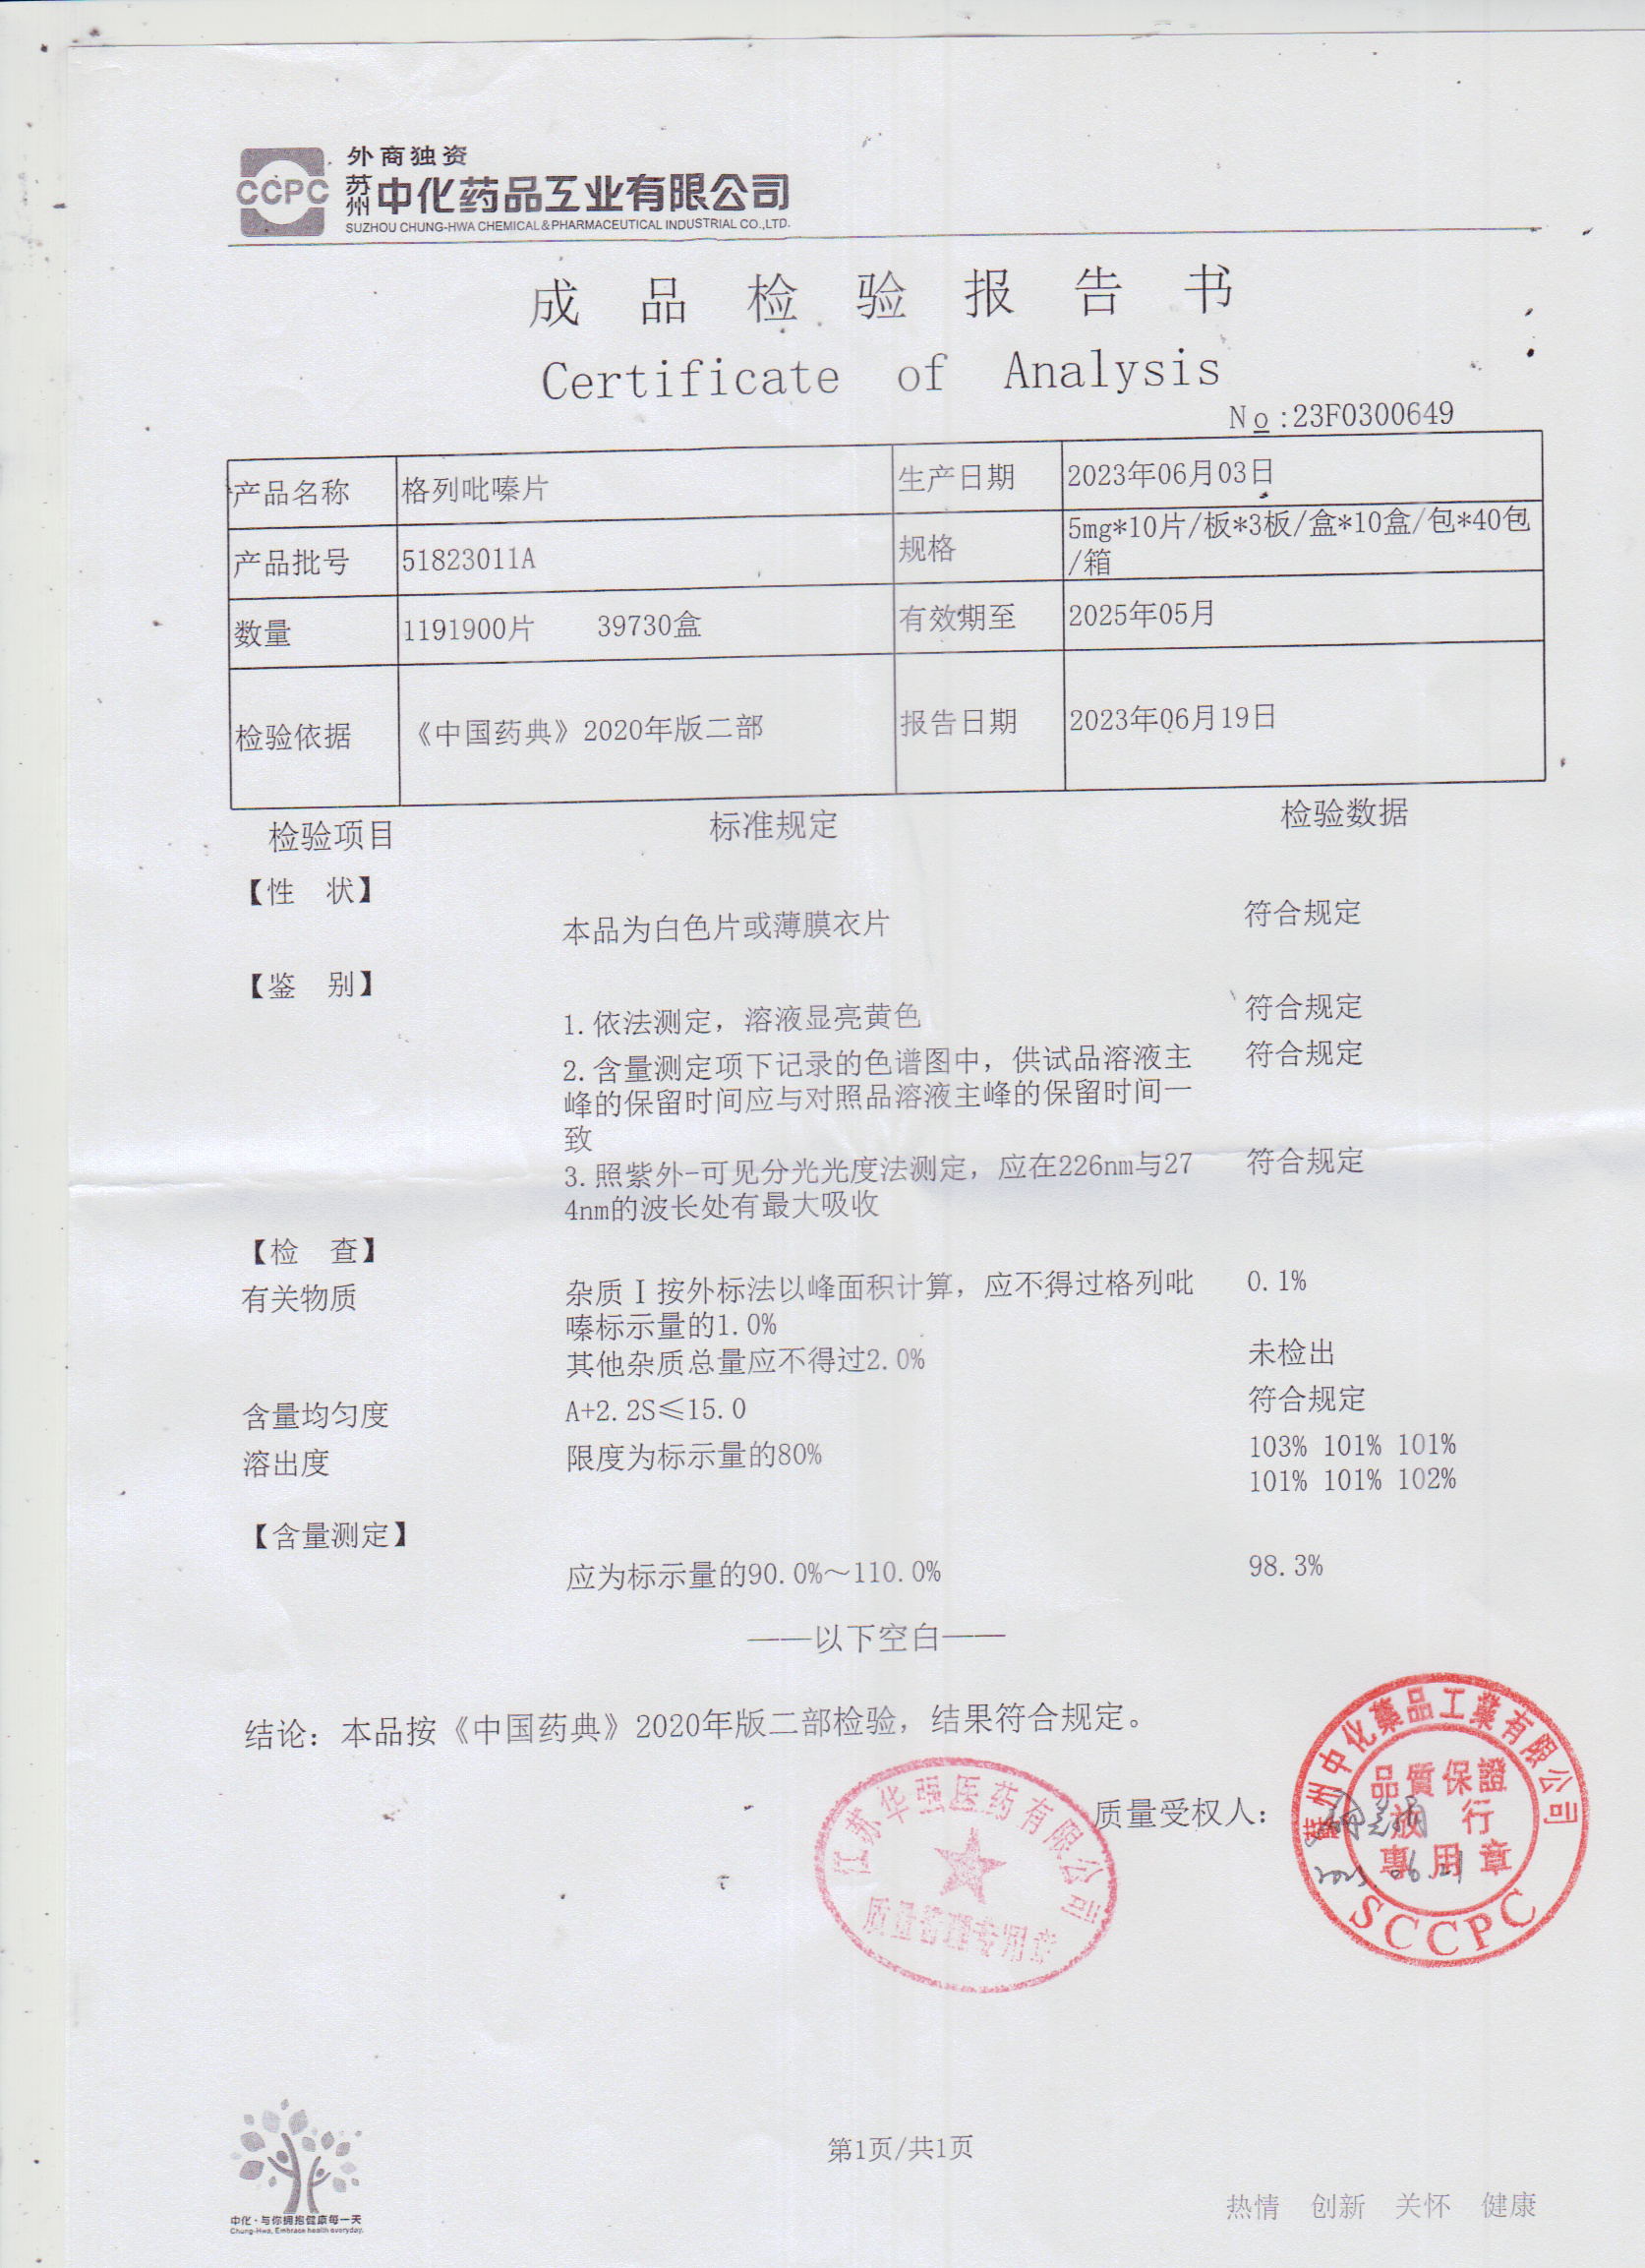 CCPC
外商独资
苏州中化药品工业有限公司
SUZHOU CHUNG-HWA CHEMICAL&PHARMACEUTICAL INDUSTRIAL CO.,LTD.
成品检验报告书
Certificate of Analysis
No:23F0300649
产品名称 格列吡嗪片 生产日期 2023年06月03日
产品批号 51823011A 规格 5mg*10片/板*3板/盒*10盒/包*40包
/箱
数量 1191900片 39730盒 有效期至 2025年05月
检验依据 《中国药典》2020年版二部 报告日期 2023年06月19日
检验项目 标准规定 检验数据
【性 状】
本品为白色片或薄膜衣片 符合规定
【鉴 别】
1.依法测定，溶液显亮黄色 符合规定
2.含量测定项下记录的色谱图中，供试品溶液主 符合规定
峰的保留时间应与对照品溶液主峰的保留时间一
致
3.照紫外-可见分光光度法测定，应在226nm与27 符合规定
4nm的波长处有最大吸收
【检 查】
有关物质 杂质Ⅰ按外标法以峰面积计算，应不得过格列吡 0.1%
嗪标示量的1.0%
其他杂质总量应不得过2.0% 未检出
含量均匀度 A+2.2S≤15.0 符合规定
溶出度 限度为标示量的80% 103% 101% 101%
101% 101% 102%
【含量测定】
应为标示量的90.0%～110.0% 98.3%
——以下空白——
结论：本品按《中国药典》2020年版二部检验，结果符合规定。
质量受权人：
江苏华强医药有限公司
质量管理专用章
蘇州中化藥品工業有限公司
品質保證
放行
專用章
SCCPC
中化·与你拥抱健康每一天
Chung-Hwa, Embrace health everyday.
第1页/共1页
热情 创新 关怀 健康